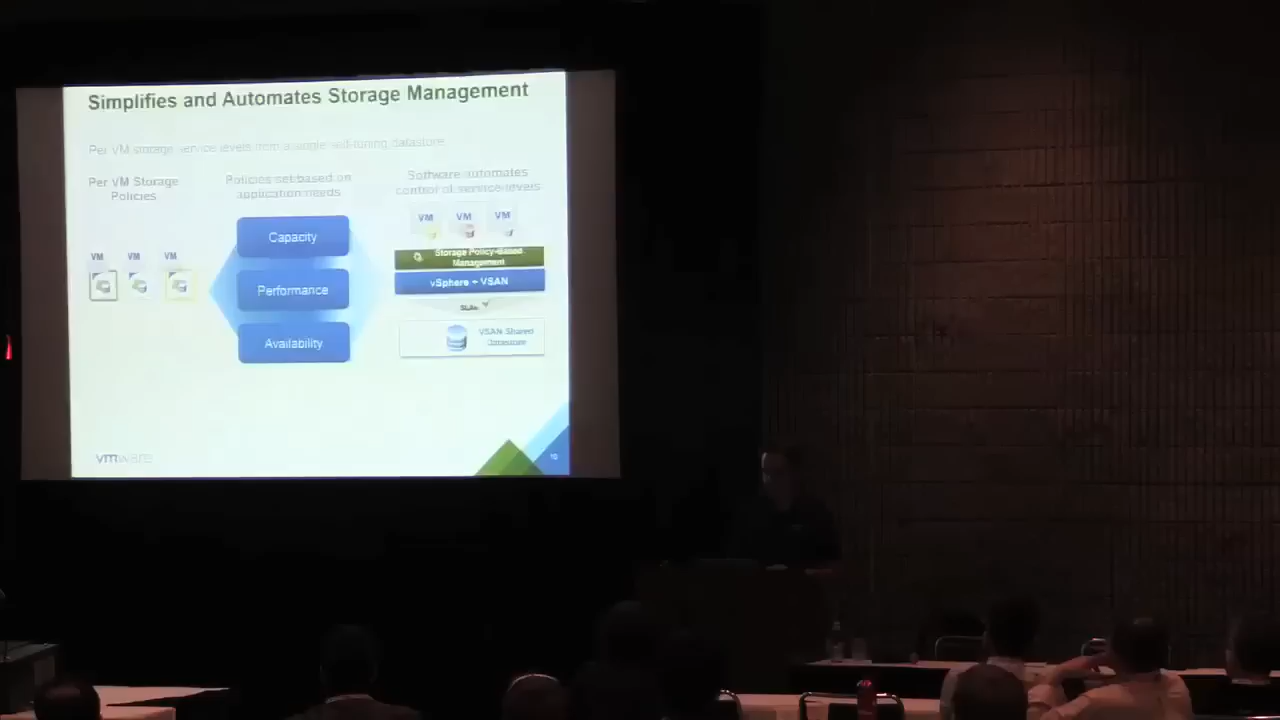 Simplifies and Automates Storage Management
Per VM storage service levels from a single self-tuning datastore
Per VM Storage
Policies
Policies set based on
application needs
Software automates
control of service levels
VM VM VM
Capacity
Performance
Availability
VM VM VM
Storage Policy-Based
Management
vSphere + VSAN
SLAs
VSAN Shared
Datastore
vmware
10